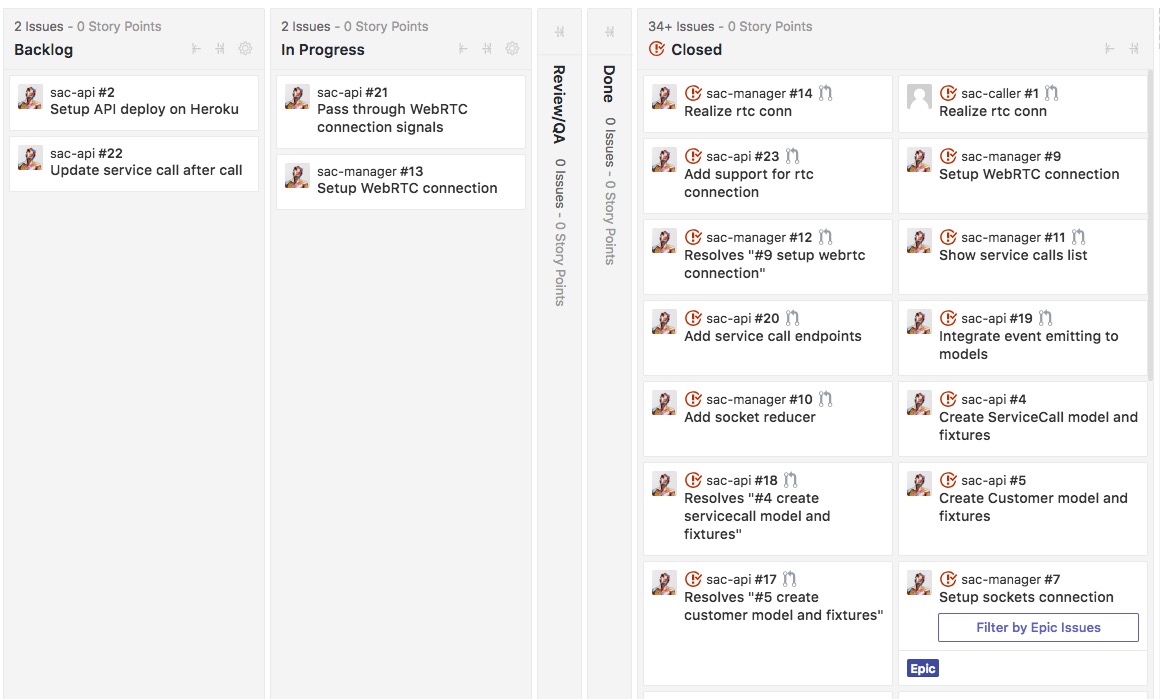 2 Issues - 0 Story Points
Backlog
sac-api #2
Setup API deploy on Heroku
sac-api #22
Update service call after call
2 Issues - 0 Story Points
In Progress
sac-api #21
Pass through WebRTC
connection signals
sac-manager #13
Setup WebRTC connection
Review/QA 0 Issues - 0 Story Points
Done 0 Issues - 0 Story Points
34+ Issues - 0 Story Points
Closed
sac-manager #14
Realize rtc conn
sac-caller #1
Realize rtc conn
sac-api #23
Add support for rtc
connection
sac-manager #9
Setup WebRTC connection
sac-manager #12
Resolves "#9 setup webrtc
connection"
sac-manager #11
Show service calls list
sac-api #20
Add service call endpoints
sac-api #19
Integrate event emitting to
models
sac-manager #10
Add socket reducer
sac-api #4
Create ServiceCall model and
fixtures
sac-api #18
Resolves "#4 create
servicecall model and
fixtures"
sac-api #5
Create Customer model and
fixtures
sac-api #17
Resolves "#5 create
customer model and fixtures"
sac-manager #7
Setup sockets connection
Filter by Epic Issues
Epic